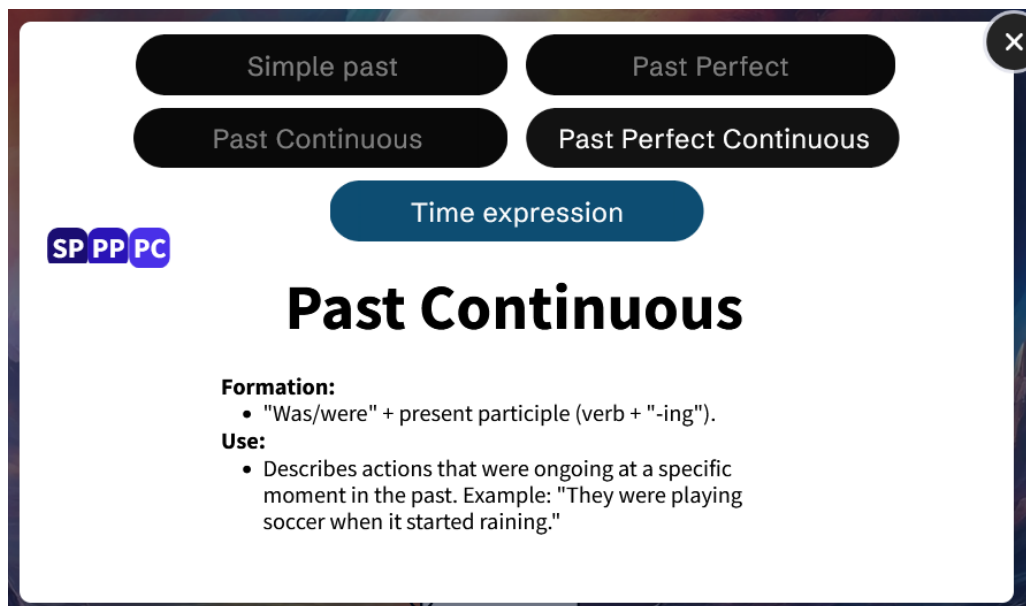 Simple past
Past Perfect
Past Continuous
Past Perfect Continuous
Time expression
SP PP PC
Past Continuous
Formation:
• "Was/were" + present participle (verb + "-ing").
Use:
• Describes actions that were ongoing at a specific
moment in the past. Example: "They were playing
soccer when it started raining."